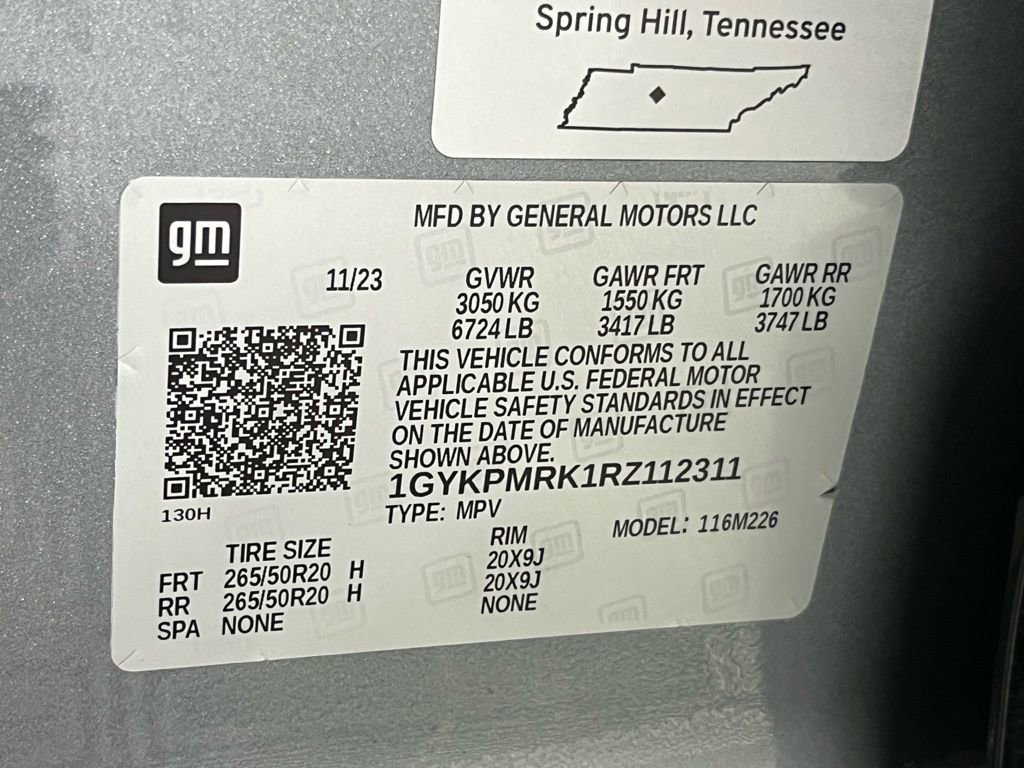 Spring Hill, Tennessee
gm
MFD BY GENERAL MOTORS LLC
11/23 GVWR GAWR FRT GAWR RR
3050 KG 1550 KG 1700 KG
6724 LB 3417 LB 3747 LB
THIS VEHICLE CONFORMS TO ALL
APPLICABLE U.S. FEDERAL MOTOR
VEHICLE SAFETY STANDARDS IN EFFECT
ON THE DATE OF MANUFACTURE
SHOWN ABOVE.
1GYKPMRK1RZ112311
130H
TYPE: MPV MODEL: 116M226
TIRE SIZE RIM
FRT 265/50R20 H 20X9J
RR 265/50R20 H 20X9J
SPA NONE NONE